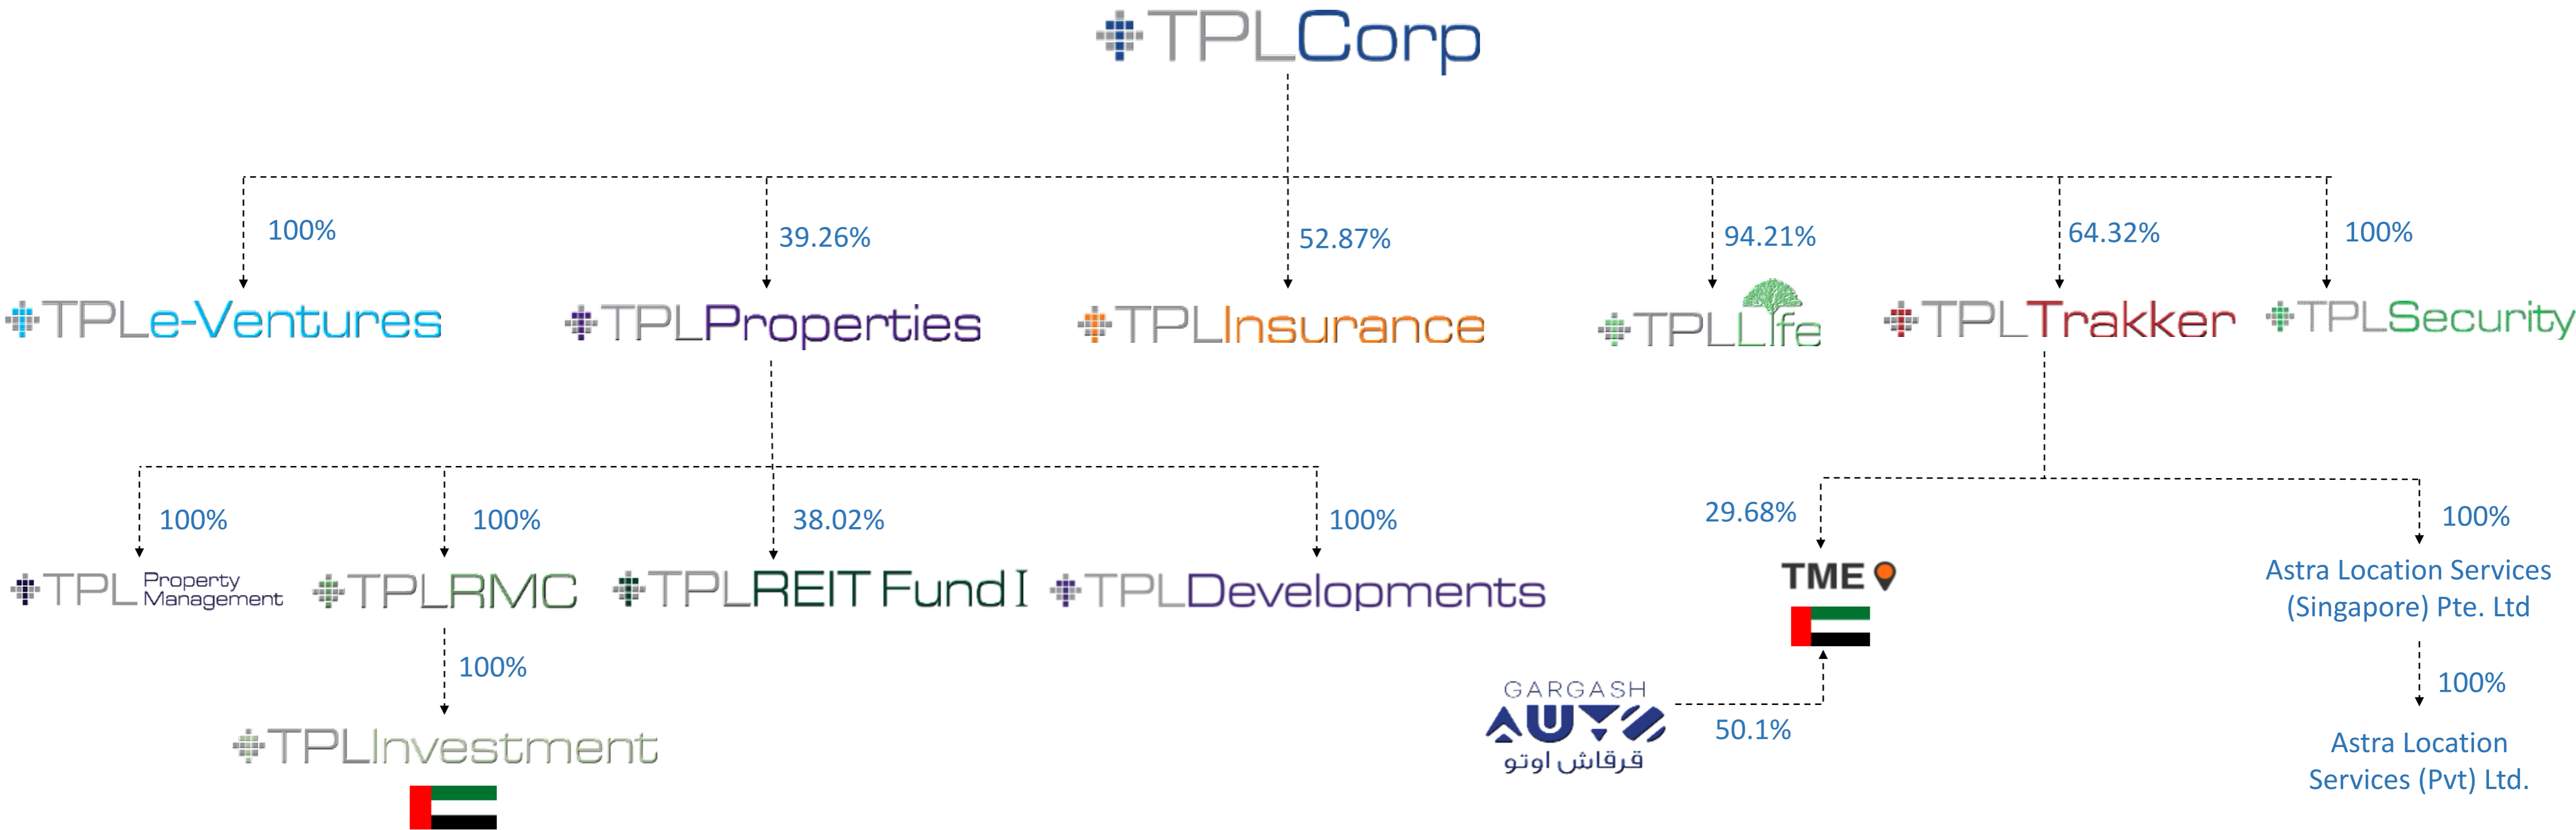 TPLCorp
100%
39.26%
52.87%
94.21%
64.32%
100%
TPLe-Ventures
TPLProperties
TPLInsurance
TPLLife
TPLTrakker
TPLSecurity
100%
100%
38.02%
100%
29.68%
100%
TPL Property
Management
TPLRMC
TPLREIT Fund I
TPLDevelopments
TME
Astra Location Services
(Singapore) Pte. Ltd
100%
GARGASH
AUTO
قرقاش اوتو
50.1%
100%
TPLInvestment
Astra Location
Services (Pvt) Ltd.